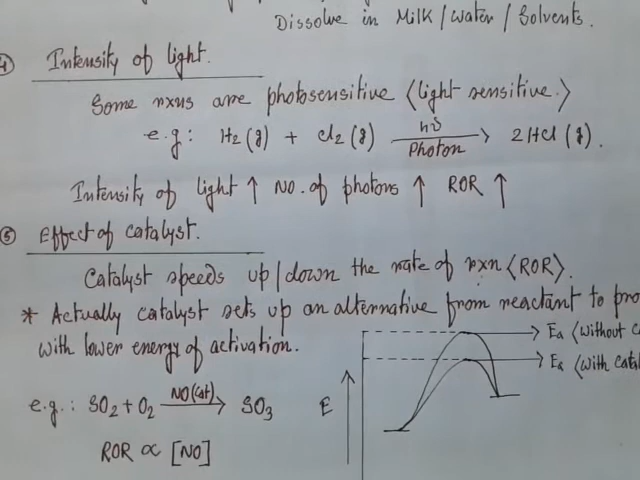 Dissolve in Milk / Water / Solvents.
④ Intensity of light.
Some rxns are photosensitive <light sensitive.>
e.g: H₂(g) + Cl₂(g) hν Photon → 2HCl(g).
Intensity of light ↑ No. of photons ↑ ROR ↑
⑤ Effect of catalyst.
Catalyst speeds up/down the rate of rxn <ROR>.
* Actually catalyst sets up an alternative from reactant to pro
with lower energy of activation.
→ Ea <Without c
→ Ea <With catal
e.g.: SO₂ + O₂ NO(cat) → SO₃
E
ROR ∝ [NO]